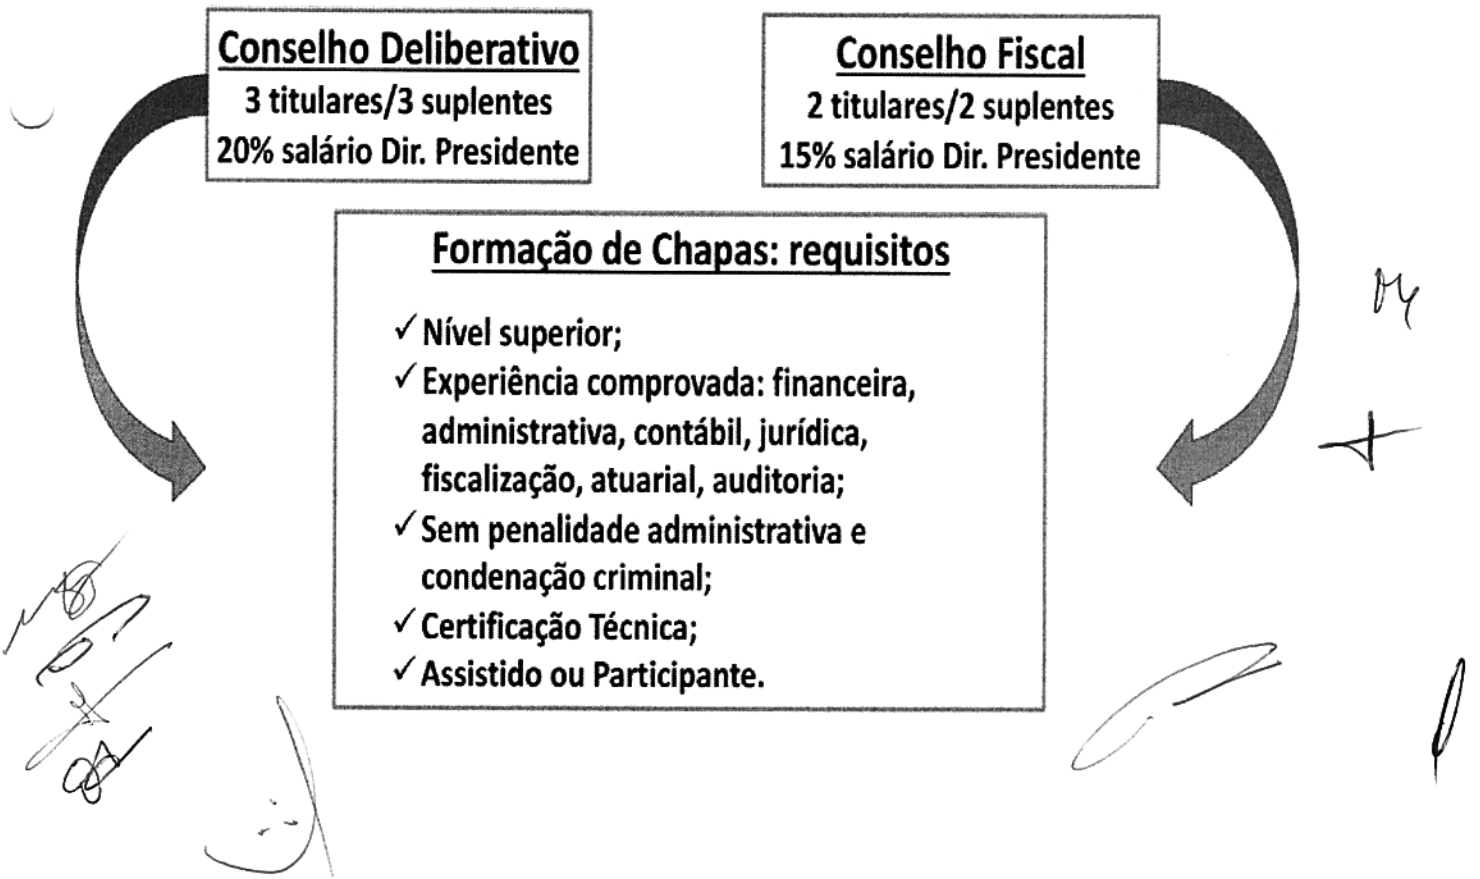 Conselho Deliberativo
3 titulares/3 suplentes
20% salário Dir. Presidente
Conselho Fiscal
2 titulares/2 suplentes
15% salário Dir. Presidente
Formação de Chapas: requisitos
✓ Nível superior;
✓ Experiência comprovada: financeira,
administrativa, contábil, jurídica,
fiscalização, atuarial, auditoria;
✓ Sem penalidade administrativa e
condenação criminal;
✓ Certificação Técnica;
✓ Assistido ou Participante.